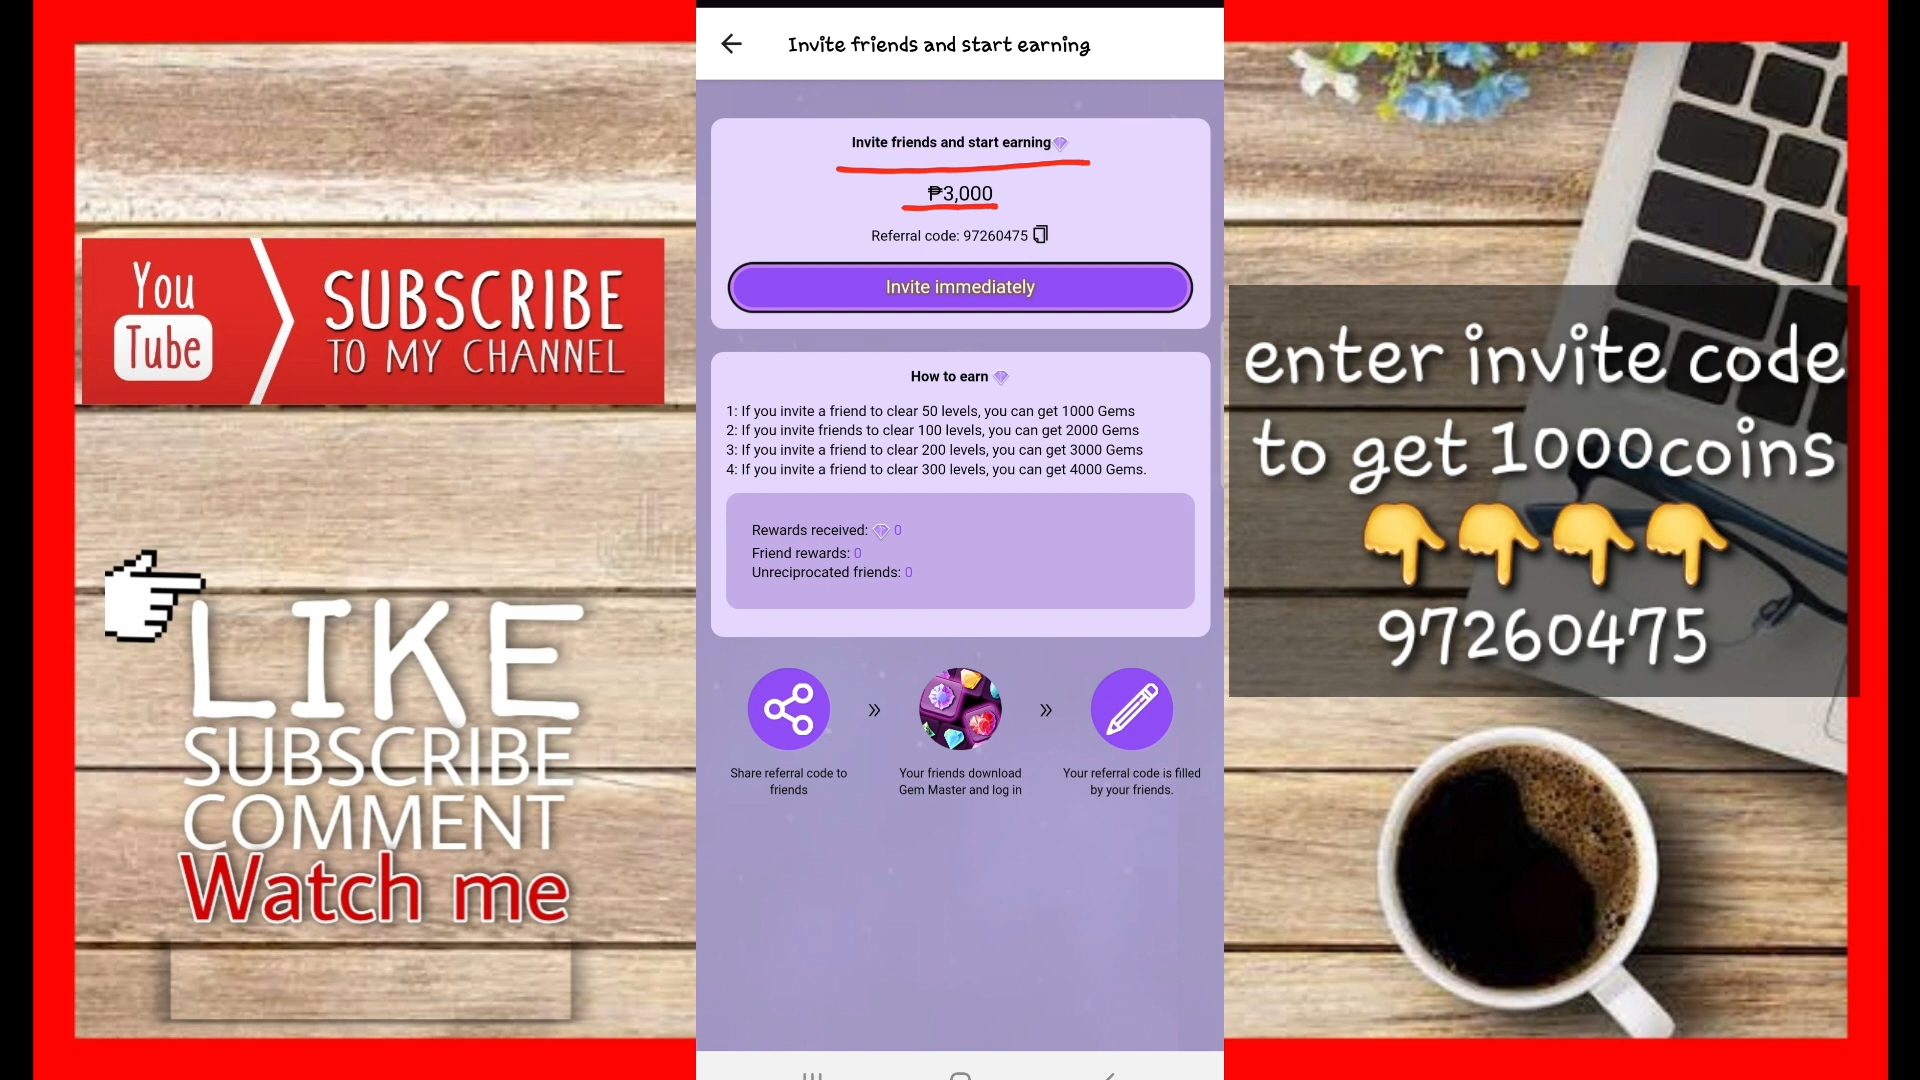 Invite friends and start earning
Invite friends and start earning
₱3,000
Referral code: 97260475
Invite immediately
How to earn
1: If you invite a friend to clear 50 levels, you can get 1000 Gems
2: If you invite friends to clear 100 levels, you can get 2000 Gems
3: If you invite a friend to clear 200 levels, you can get 3000 Gems
4: If you invite a friend to clear 300 levels, you can get 4000 Gems.
Rewards received: 0
Friend rewards: 0
Unreciprocated friends: 0
Share referral code to
friends
Your friends download
Gem Master and log in
Your referral code is filled
by your friends.
You
Tube
SUBSCRIBE
TO MY CHANNEL
LIKE
SUBSCRIBE
COMMENT
Watch me
enter invite code
to get 1000coins
👇👇👇👇
97260475